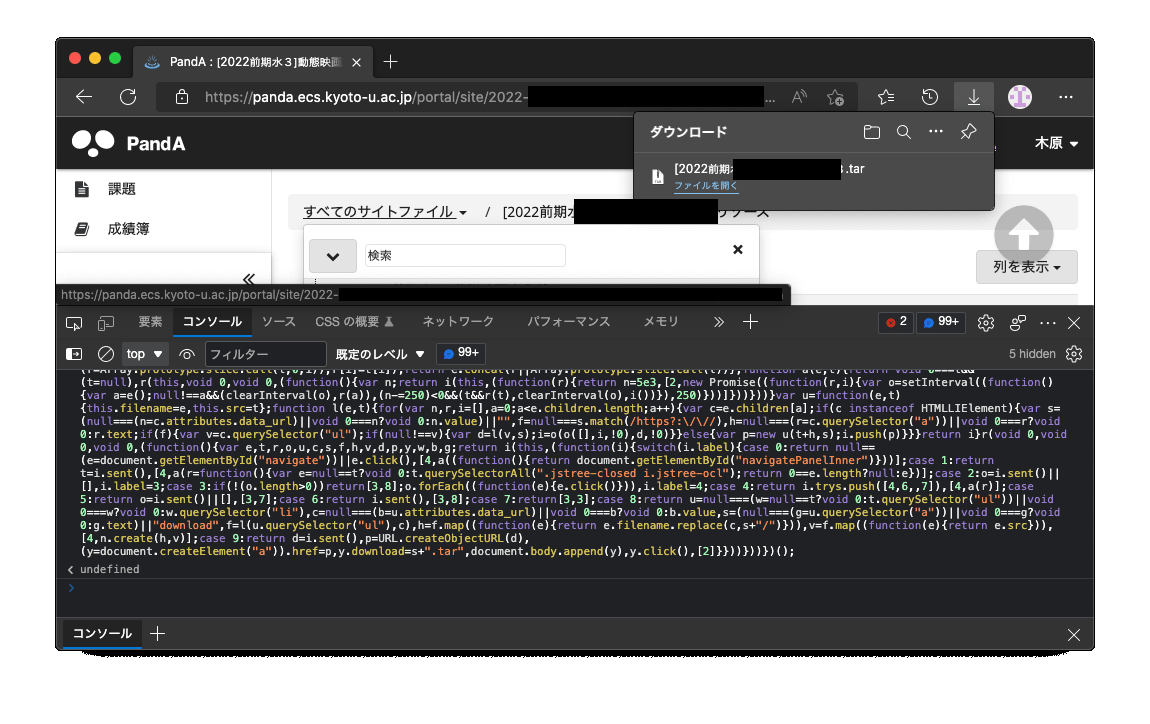 PandA : [2022前期水３]動態映画
https://panda.ecs.kyoto-u.ac.jp/portal/site/2022-
...
PandA
木原
ダウンロード
[2022前期
.tar
ファイルを開く
課題
成績簿
すべてのサイトファイル / [2022前期 リソース
検索
列を表示
https://panda.ecs.kyoto-u.ac.jp/portal/site/2022-
要素 コンソール ソース CSS の概要 ネットワーク パフォーマンス メモリ 2 99+
top フィルター 既定のレベル 99+ 5 hidden
(t=null),r(this,void 0,void 0,(function(){var n;return i(this,(function(r){return n=5e3,[2,new Promise((function(r,i){var o=setInterval((function()
{var a=e();null!==a&&(clearInterval(o),r(a)),(n-=250)<0&&(t&&r(t),clearInterval(o),i())}),250)}))]}))}))}var u=function(e,t)
{this.filename=e,this.src=t};function l(e,t){for(var n,r,i=[],a=0;a<e.children.length;a++){var c=e.children[a];if(c instanceof HTMLLIElement){var s=
(null===(n=c.attributes.data_url)||void 0===n?void 0:n.value)||"",f=null===s.match(/https?:\/\//),h=(null===(r=c.querySelector("a"))||void 0===r?void
0:r.text;if(f){var v=c.querySelector("ul");if(null!==v){var d=l(v,s);i=o(o([],i,!0),d,!0)}}else{var p=new u(t+h,s);i.push(p)}}}return i}r(void 0,void
0,void 0,(function(){var e,t,r,o,u,c,s,f,h,v,d,p,y,w,b,g;return i(this,(function(i){switch(i.label){case 0:return null==
(e=document.getElementById("navigate"))||e.click(),[4,a((function(){return document.getElementById("navigatePanelInner")}))];case 1:return
t=i.sent(),[4,a(r=function(){var e=null==t?void 0:t.querySelectorAll(".jstree-closed i.jstree-ocl");return 0==e.length?null:e})];case 2:o=i.sent()||
[],i.label=3;case 3:if(!(o.length>0))return[3,8];o.forEach((function(e){e.click()})),i.label=4;case 4:return i.trys.push([4,6,,7]),[4,a(r)];case
5:return o=i.sent()||[],[3,7];case 6:return i.sent(),[3,8];case 7:return[3,3];case 8:return u=null===(w=null==t?void 0:t.querySelector("ul"))||void
0===w?void 0:w.querySelector("li"),c=null===(b=u.attributes.data_url)||void 0===b?void 0:b.value,s=(null===(g=u.querySelector("a"))||void 0===g?void
0:g.text)||"download",f=l(u.querySelector("ul"),c),h=f.map((function(e){return e.filename.replace(c,s+"/")})),v=f.map((function(e){return e.src})),
[4,n.create(h,v)];case 9:return d=i.sent(),p=URL.createObjectURL(d),
(y=document.createElement("a")).href=p,y.download=s+".tar",document.body.append(y),y.click(),[2]}}))}))})();
undefined
コンソール